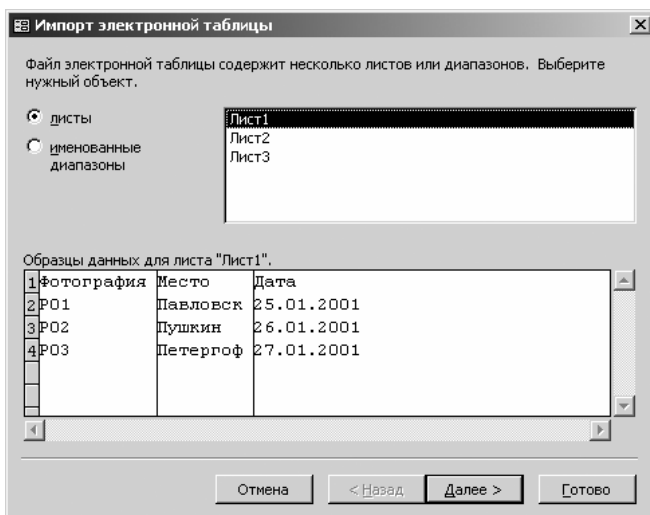 Импорт электронной таблицы
Файл электронной таблицы содержит несколько листов или диапазонов. Выберите
нужный объект.
листы
именованные
диапазоны
Лист1
Лист2
Лист3
Образцы данных для листа "Лист1".
1 Фотография Место Дата
2 P01 Павловск 25.01.2001
3 P02 Пушкин 26.01.2001
4 P03 Петергоф 27.01.2001
Отмена < Назад Далее > Готово